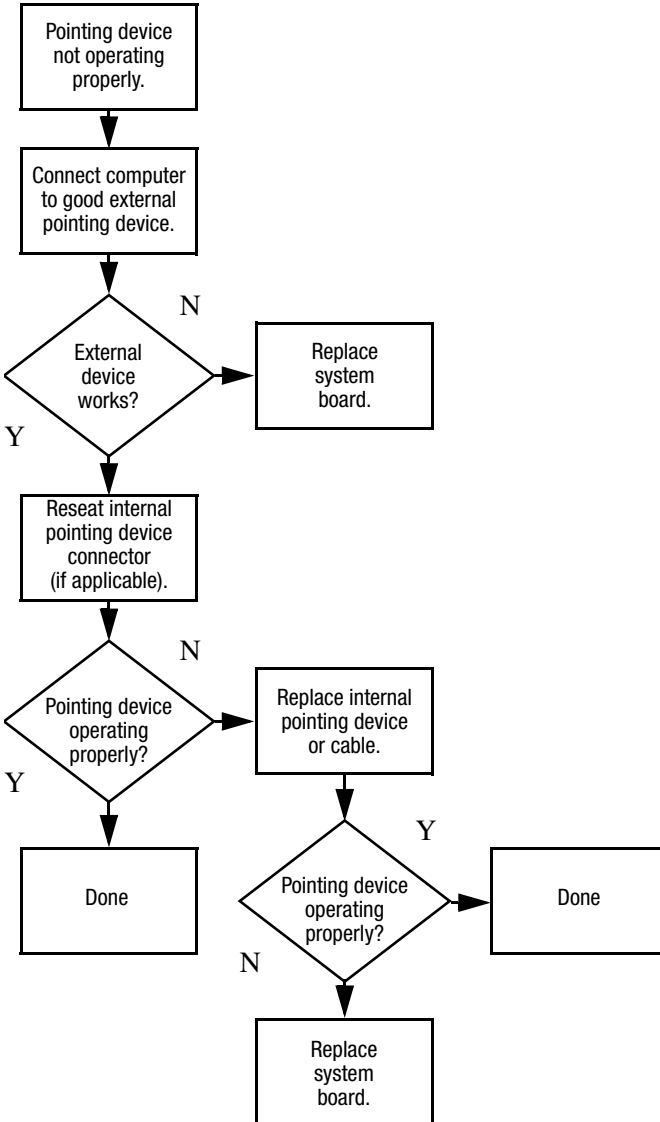 Pointing device
not operating
properly.
Connect computer
to good external
pointing device.
N
External
device
works?
Replace
system
board.
Y
Reseat internal
pointing device
connector
(if applicable).
N
Pointing device
operating
properly?
Replace internal
pointing device
or cable.
Y
Y
Done
Pointing device
operating
properly?
Done
N
Replace
system
board.